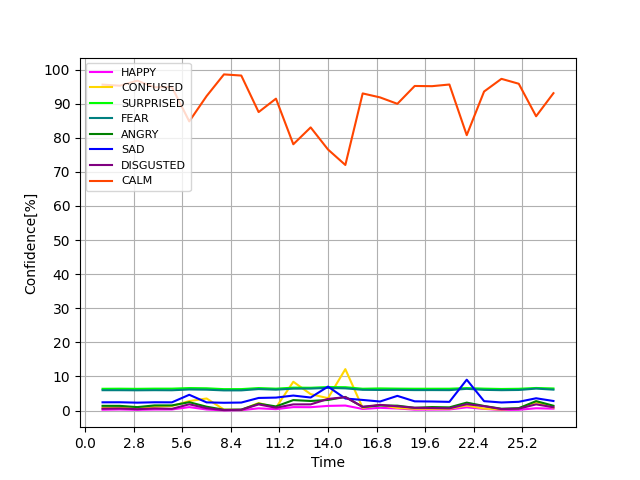 100
90
80
70
60
50
40
30
20
10
0
Confidence[%]
HAPPY
CONFUSED
SURPRISED
FEAR
ANGRY
SAD
DISGUSTED
CALM
0.0 2.8 5.6 8.4 11.2 14.0 16.8 19.6 22.4 25.2
Time